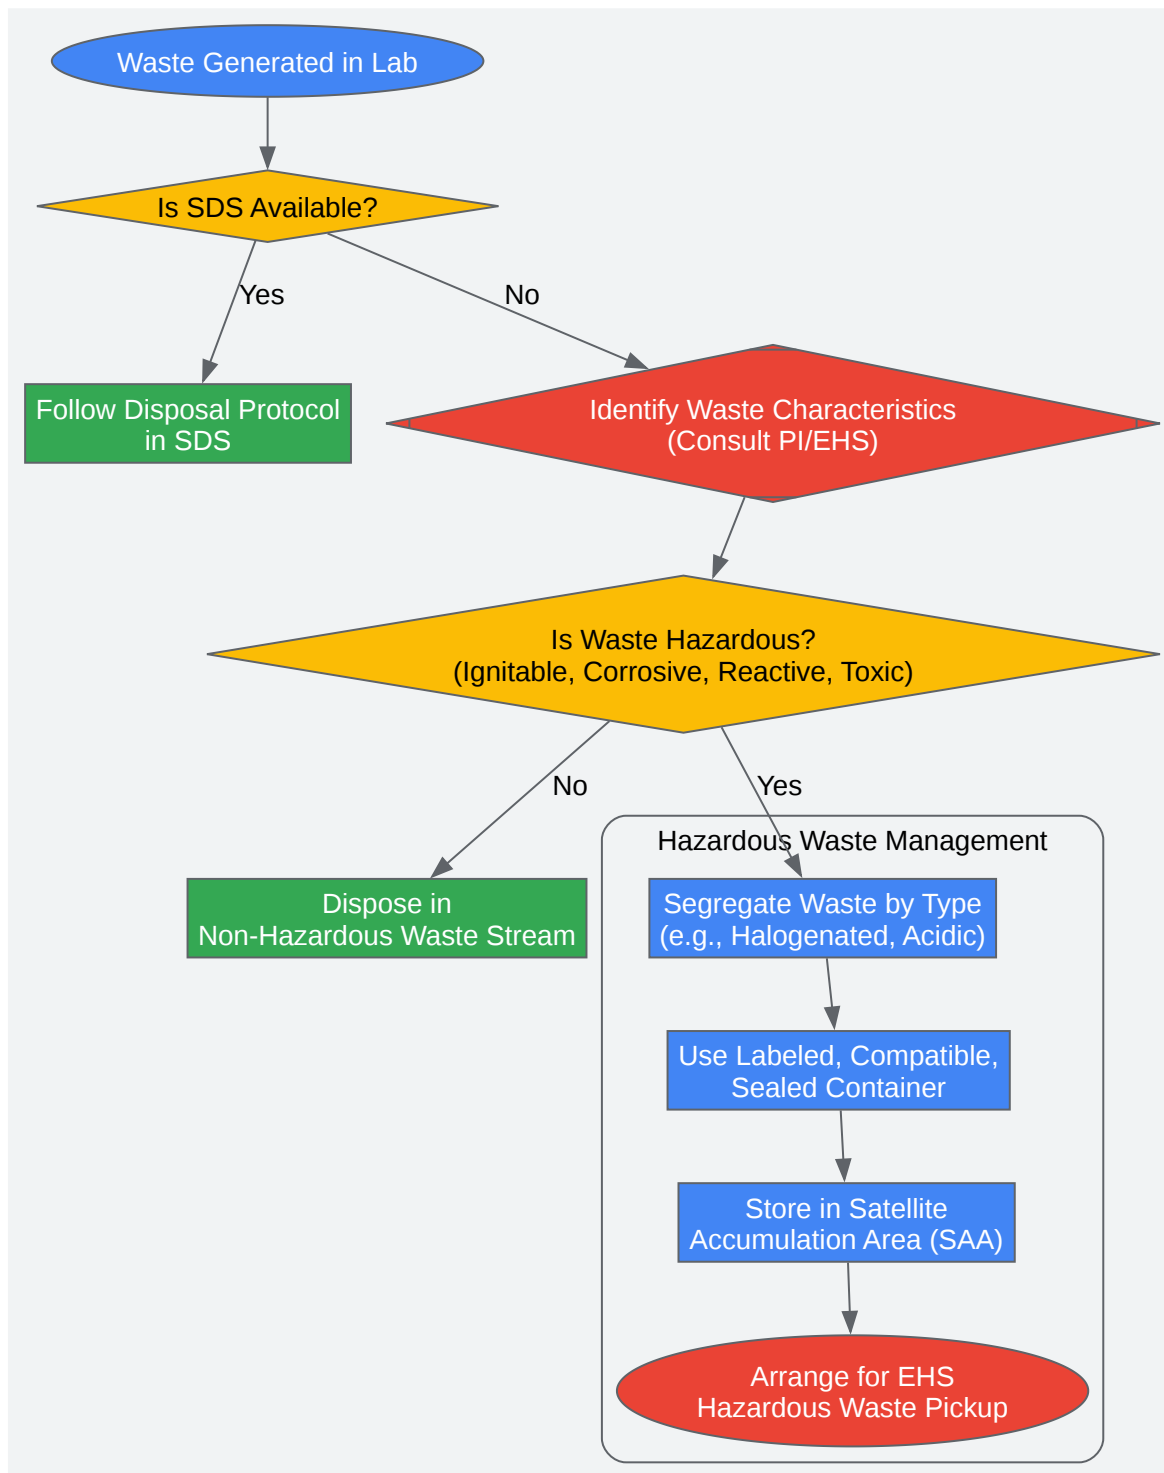 Waste Generated in Lab
Is SDS Available?
Yes
No
Follow Disposal Protocol
in SDS
Identify Waste Characteristics
(Consult PI/EHS)
Is Waste Hazardous?
(Ignitable, Corrosive, Reactive, Toxic)
No
Yes
Hazardous Waste Management
Dispose in
Non-Hazardous Waste Stream
Segregate Waste by Type
(e.g., Halogenated, Acidic)
Use Labeled, Compatible,
Sealed Container
Store in Satellite
Accumulation Area (SAA)
Arrange for EHS
Hazardous Waste Pickup